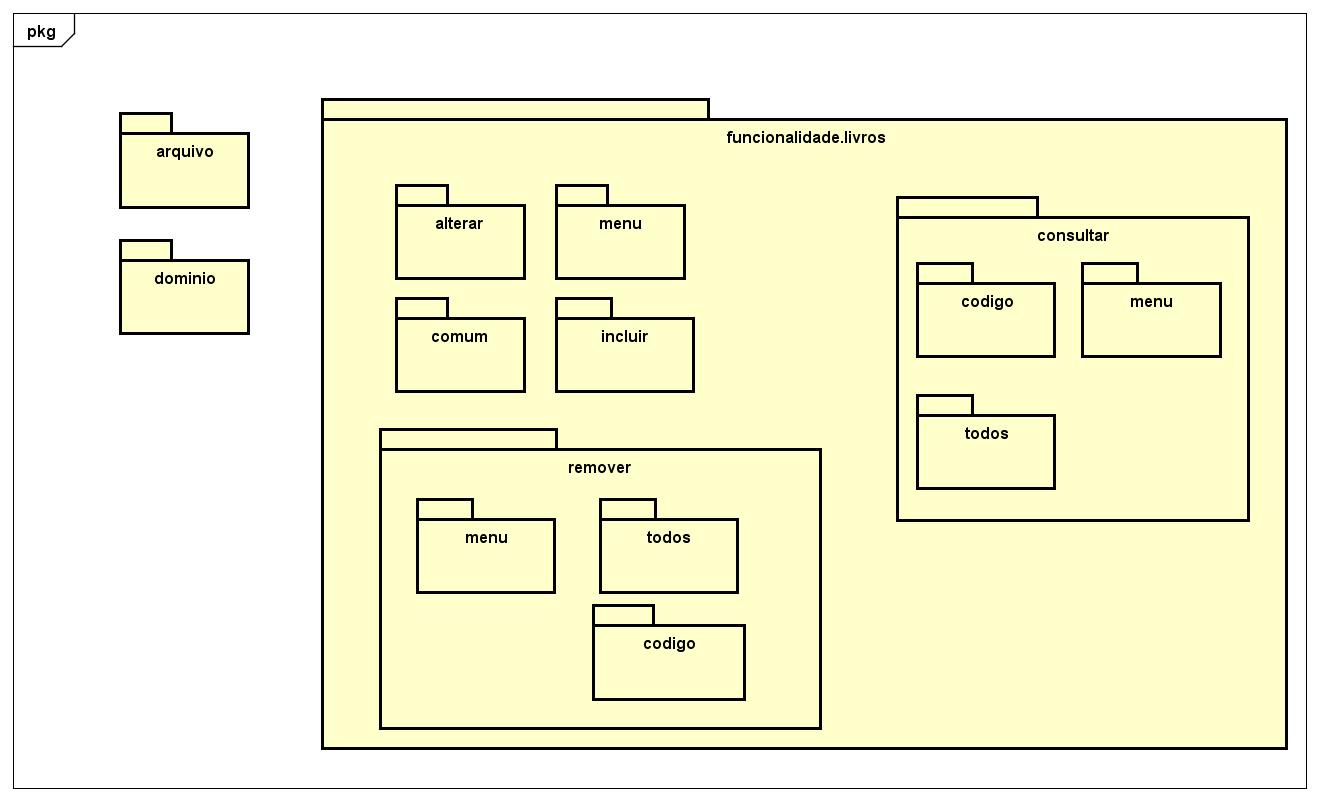 pkg
arquivo
dominio
funcionalidade.livros
alterar
menu
comum
incluir
consultar
codigo
menu
todos
remover
menu
todos
codigo